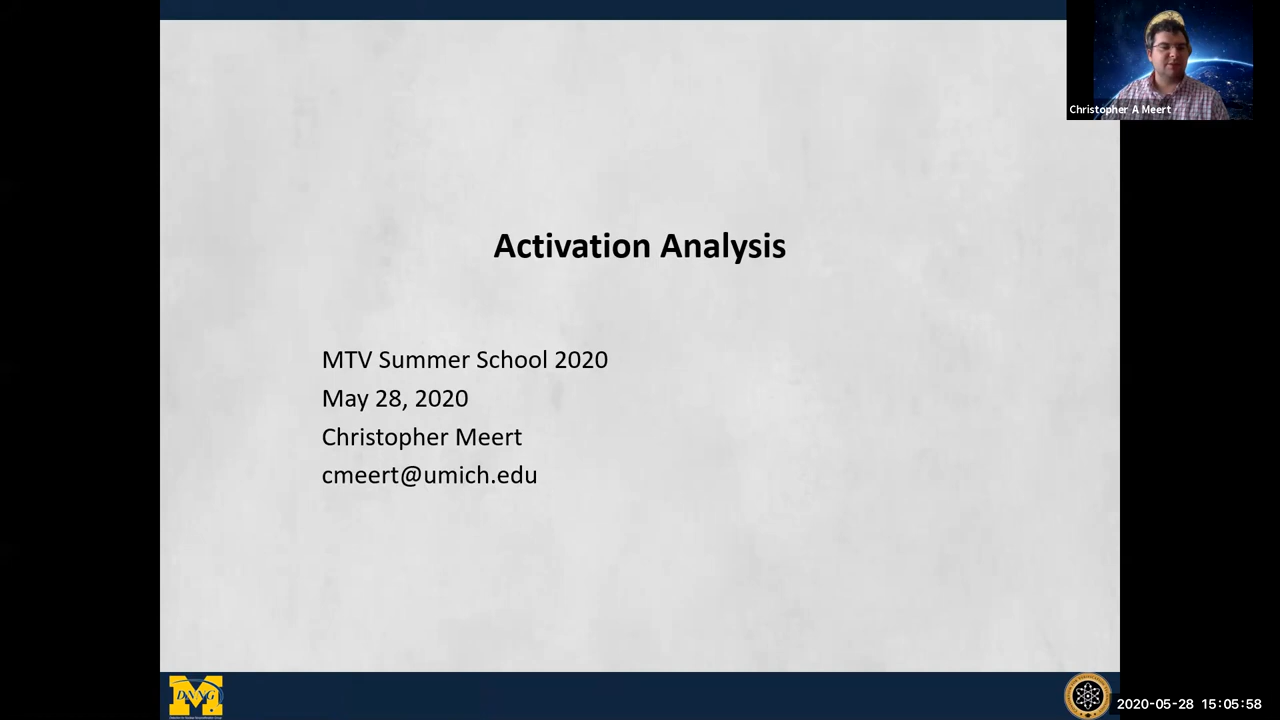 Christopher A Meert
Activation Analysis
MTV Summer School 2020
May 28, 2020
Christopher Meert
cmeert@umich.edu
M
DNNG
2020-05-28 15:05:58